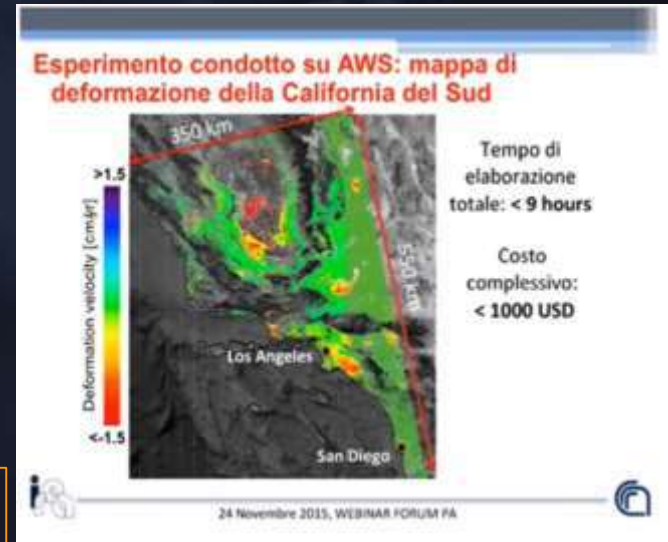 Esperimento condotto su AWS: mappa di
deformazione della California del Sud
350 km
>1.5
Deformation velocity [cm/yr]
<-1.5
Los Angeles
San Diego
Tempo di
elaborazione
totale: < 9 hours
Costo
complessivo:
< 1000 USD
24 Novembre 2015, WEBINAR FORUM PA